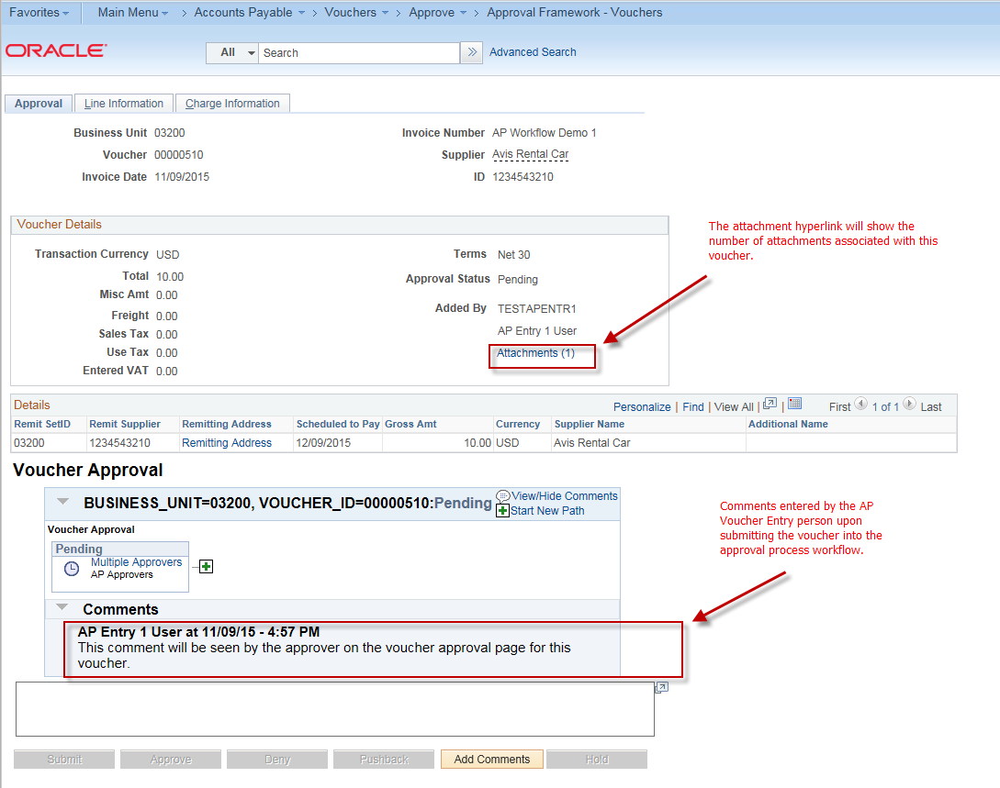 Favorites Main Menu > Accounts Payable > Vouchers > Approve > Approval Framework - Vouchers
ORACLE
All Search Advanced Search
Approval Line Information Charge Information
Business Unit 03200 Invoice Number AP Workflow Demo 1
Voucher 00000510 Supplier Avis Rental Car
Invoice Date 11/09/2015 ID 1234543210
Voucher Details
Transaction Currency USD Terms Net 30
Total 10.00 Approval Status Pending
Misc Amt 0.00
Freight 0.00 Added By TESTAPENTR1
Sales Tax 0.00 AP Entry 1 User
Use Tax 0.00 Attachments (1)
Entered VAT 0.00
The attachment hyperlink will show the
number of attachments associated with this
voucher.
Details Personalize | Find | View All | | First 1 of 1 Last
Remit SetID Remit Supplier Remitting Address Scheduled to Pay Gross Amt Currency Supplier Name Additional Name
03200 1234543210 Remitting Address 12/09/2015 10.00 USD Avis Rental Car
Voucher Approval
BUSINESS_UNIT=03200, VOUCHER_ID=00000510:Pending View/Hide Comments
Start New Path
Voucher Approval
Pending
Multiple Approvers
AP Approvers
Comments entered by the AP
Voucher Entry person upon
submitting the voucher into the
approval process workflow.
Comments
AP Entry 1 User at 11/09/15 - 4:57 PM
This comment will be seen by the approver on the voucher approval page for this
voucher.
Submit Approve Deny Pushback Add Comments Hold